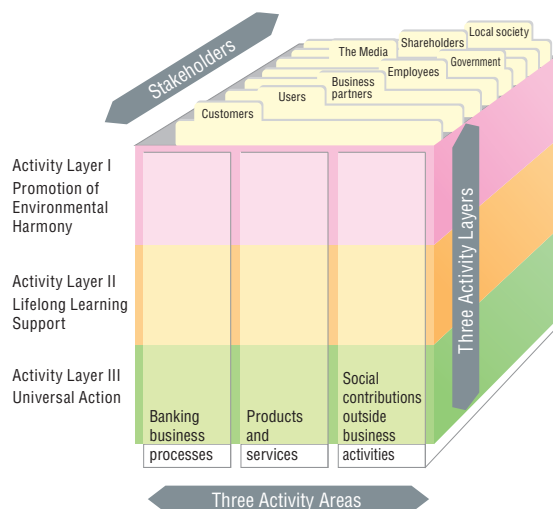 Stakeholders
Local society
Shareholders
The Media
Government
Employees
Business
partners
Users
Customers
Activity Layer I
Promotion of
Environmental
Harmony
Activity Layer II
Lifelong Learning
Support
Activity Layer III
Universal Action
Three Activity Layers
Banking
business
processes
Products
and
services
Social
contributions
outside
business
activities
Three Activity Areas